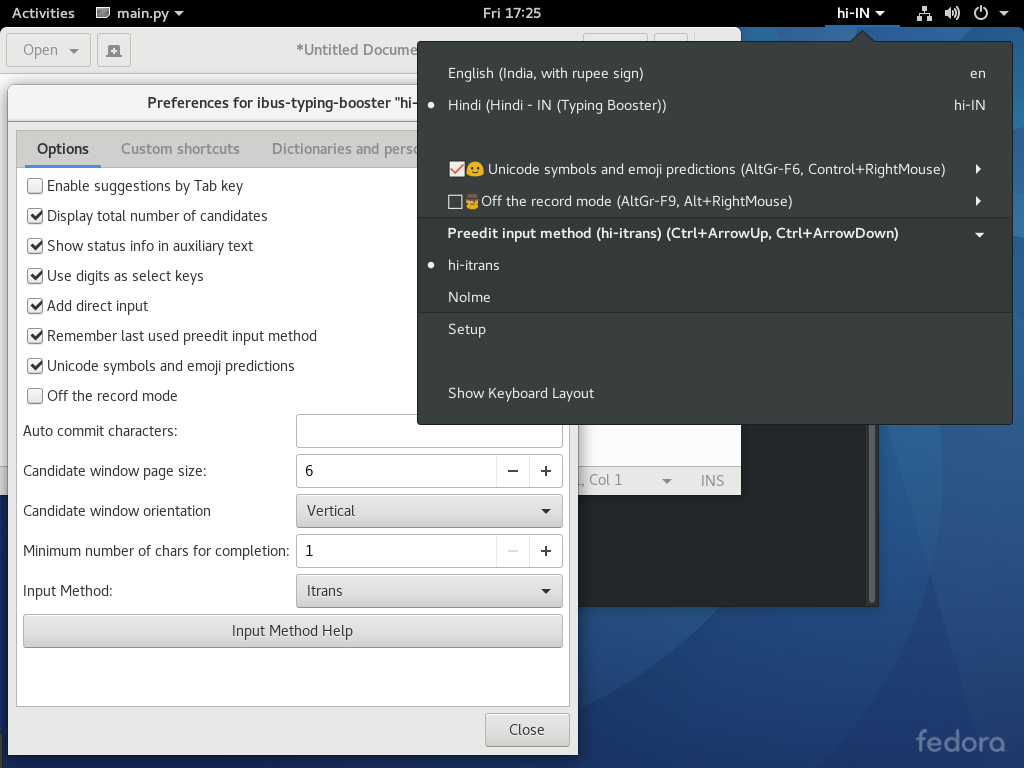 Activities main.py Fri 17:25 hi-IN
Open *Untitled Docume
Preferences for ibus-typing-booster "hi-
Options Custom shortcuts Dictionaries and perso
Enable suggestions by Tab key
Display total number of candidates
Show status info in auxiliary text
Use digits as select keys
Add direct input
Remember last used preedit input method
Unicode symbols and emoji predictions
Off the record mode
Auto commit characters:
Candidate window page size: 6
Candidate window orientation Vertical
Minimum number of chars for completion: 1
Input Method: Itrans
Input Method Help
Close
English (India, with rupee sign) en
Hindi (Hindi - IN (Typing Booster)) hi-IN
Unicode symbols and emoji predictions (AltGr-F6, Control+RightMouse)
Off the record mode (AltGr-F9, Alt+RightMouse)
Preedit input method (hi-itrans) (Ctrl+ArrowUp, Ctrl+ArrowDown)
hi-itrans
NoIme
Setup
Show Keyboard Layout
, Col 1 INS
fedora